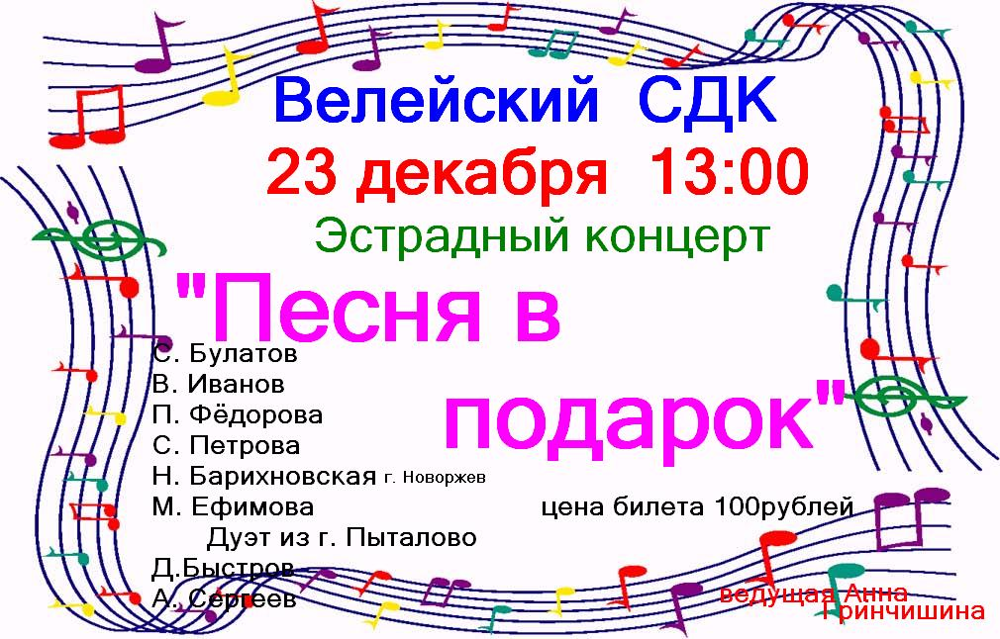 Велейский СДК
23 декабря 13:00
Эстрадный концерт
"Песня в
подарок"
С. Булатов
В. Иванов
П. Фёдорова
С. Петрова
Н. Барихновская г. Новоржев
М. Ефимова
Дуэт из г. Пыталово
Д.Быстров
А. Сергеев
цена билета 100рублей
ведущая Анна
Гринчишина